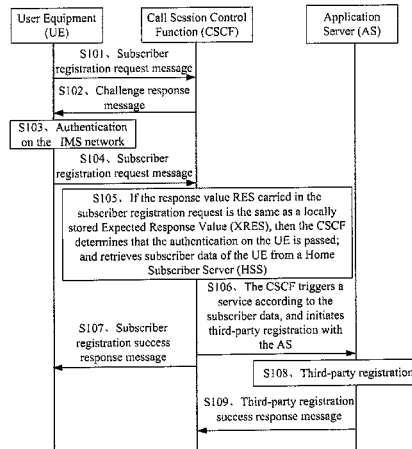 User Equipment
(UE)
Call Session Control
Function (CSCF)
Application
Server (AS)
S101、Subscriber
registration request message
S102、Challenge response
message
S103、Authentication
on the IMS network
S104、Subscriber
registration request message
S105、If the response value RES carried in the
subscriber registration request is the same as a locally
stored Expected Response Value (XRES), then the CSCF
determines that the authentication on the UE is passed;
and retrieves subscriber data of the UE from a Home
Subscriber Server (HSS)
S106、The CSCF triggers a
service according to the
subscriber data, and initiates
third-party registration with
the AS
S107、Subscriber
registration success
response message
S108、Third-party registration
S109、Third-party registration
success response message